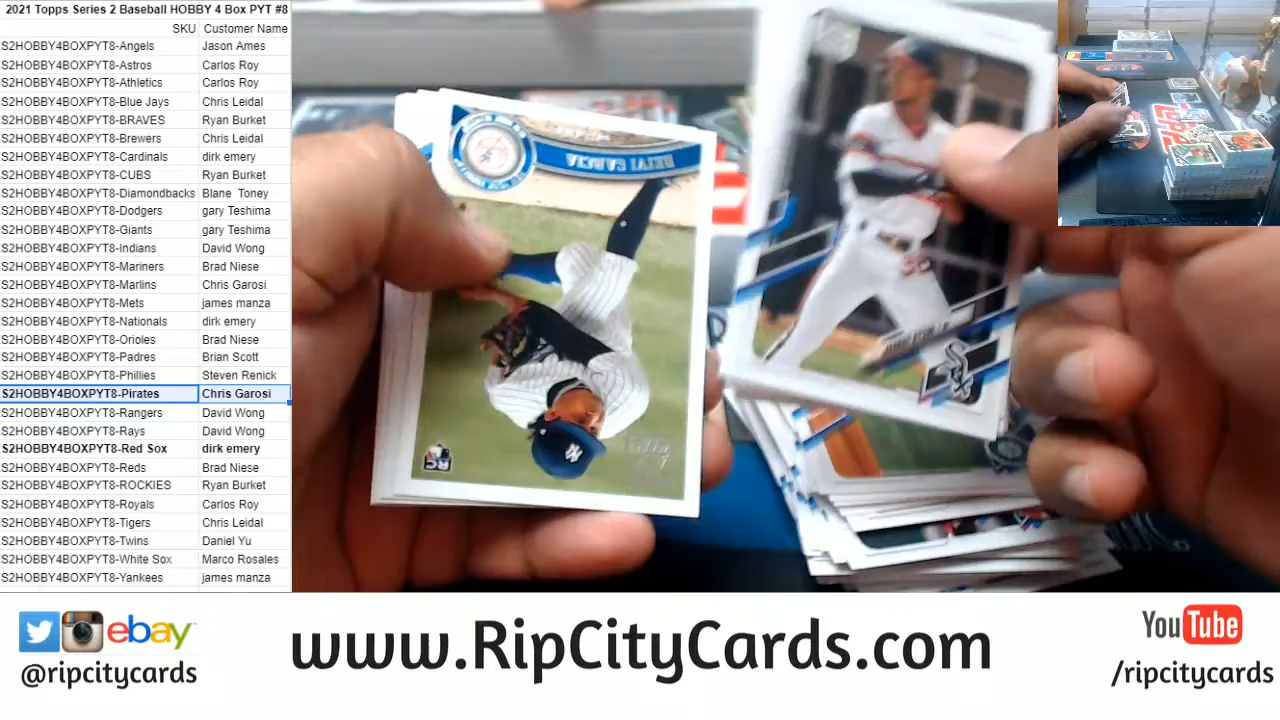 2021 Topps Series 2 Baseball HOBBY 4 Box PYT #8
SKU Customer Name
S2HOBBY4BOXPYT8-Angels Jason Ames
S2HOBBY4BOXPYT8-Astros Carlos Roy
S2HOBBY4BOXPYT8-Athletics Carlos Roy
S2HOBBY4BOXPYT8-Blue Jays Chris Leidal
S2HOBBY4BOXPYT8-BRAVES Ryan Burket
S2HOBBY4BOXPYT8-Brewers Chris Leidal
S2HOBBY4BOXPYT8-Cardinals dirk emery
S2HOBBY4BOXPYT8-CUBS Ryan Burket
S2HOBBY4BOXPYT8-Diamondbacks Blane Toney
S2HOBBY4BOXPYT8-Dodgers gary Teshima
S2HOBBY4BOXPYT8-Giants gary Teshima
S2HOBBY4BOXPYT8-Indians David Wong
S2HOBBY4BOXPYT8-Mariners Brad Niese
S2HOBBY4BOXPYT8-Marlins Chris Garosi
S2HOBBY4BOXPYT8-Mets james manza
S2HOBBY4BOXPYT8-Nationals dirk emery
S2HOBBY4BOXPYT8-Orioles Brad Niese
S2HOBBY4BOXPYT8-Padres Brian Scott
S2HOBBY4BOXPYT8-Phillies Steven Renick
S2HOBBY4BOXPYT8-Pirates Chris Garosi
S2HOBBY4BOXPYT8-Rangers David Wong
S2HOBBY4BOXPYT8-Rays David Wong
S2HOBBY4BOXPYT8-Red Sox dirk emery
S2HOBBY4BOXPYT8-Reds Brad Niese
S2HOBBY4BOXPYT8-ROCKIES Ryan Burket
S2HOBBY4BOXPYT8-Royals Carlos Roy
S2HOBBY4BOXPYT8-Tigers Chris Leidal
S2HOBBY4BOXPYT8-Twins Daniel Yu
S2HOBBY4BOXPYT8-White Sox Marco Rosales
S2HOBBY4BOXPYT8-Yankees james manza
DEIVI GARCIA
RC
ebay
@ripcitycards
www.RipCityCards.com
YouTube
/ripcitycards